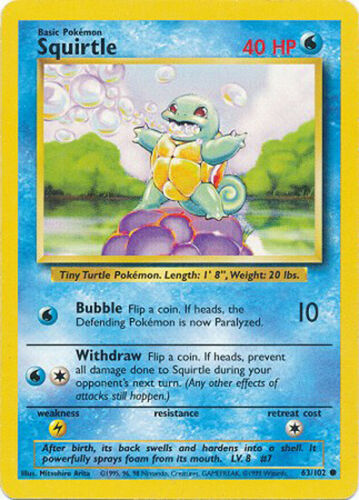 Basic Pokémon
Squirtle 40 HP
Tiny Turtle Pokémon. Length: 1' 8", Weight: 20 lbs.
Bubble Flip a coin. If heads, the
Defending Pokémon is now Paralyzed.
10
Withdraw Flip a coin. If heads, prevent
all damage done to Squirtle during your
opponent's next turn. (Any other effects of
attacks still happen.)
weakness resistance retreat cost
After birth, its back swells and hardens into a shell. It
powerfully sprays foam from its mouth. LV. 8 #7
Illus. Mitsuhiro Arita ©1995, 96, 98 Nintendo, Creatures, GAMEFREAK. ©1999 Wizards. 63/102